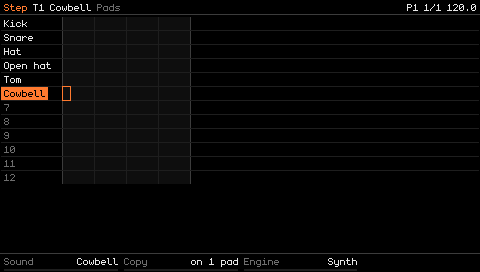 Step T1 Cowbell Pads P1 1/1 120.0
Kick
Snare
Hat
Open hat
Tom
Cowbell
7
8
9
10
11
12
Sound Cowbell Copy on 1 pad Engine Synth